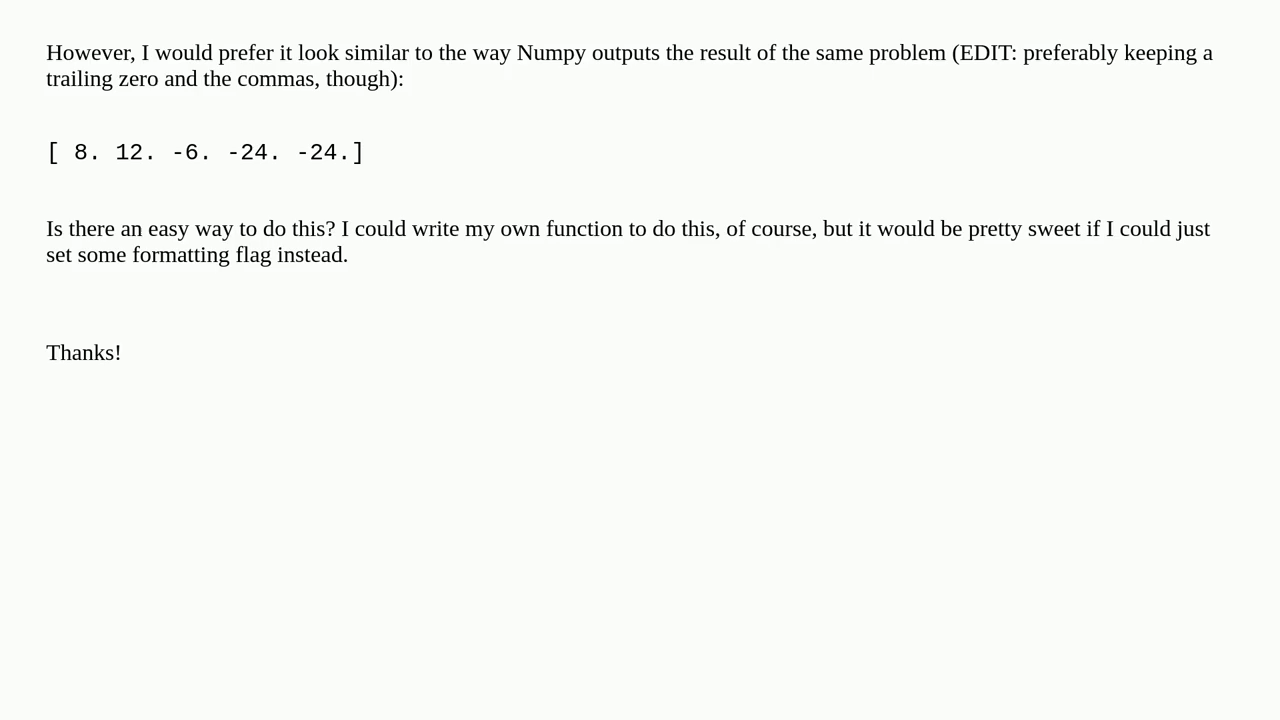 However, I would prefer it look similar to the way Numpy outputs the result of the same problem (EDIT: preferably keeping a
trailing zero and the commas, though):
[ 8. 12. -6. -24. -24.]
Is there an easy way to do this? I could write my own function to do this, of course, but it would be pretty sweet if I could just
set some formatting flag instead.
Thanks!